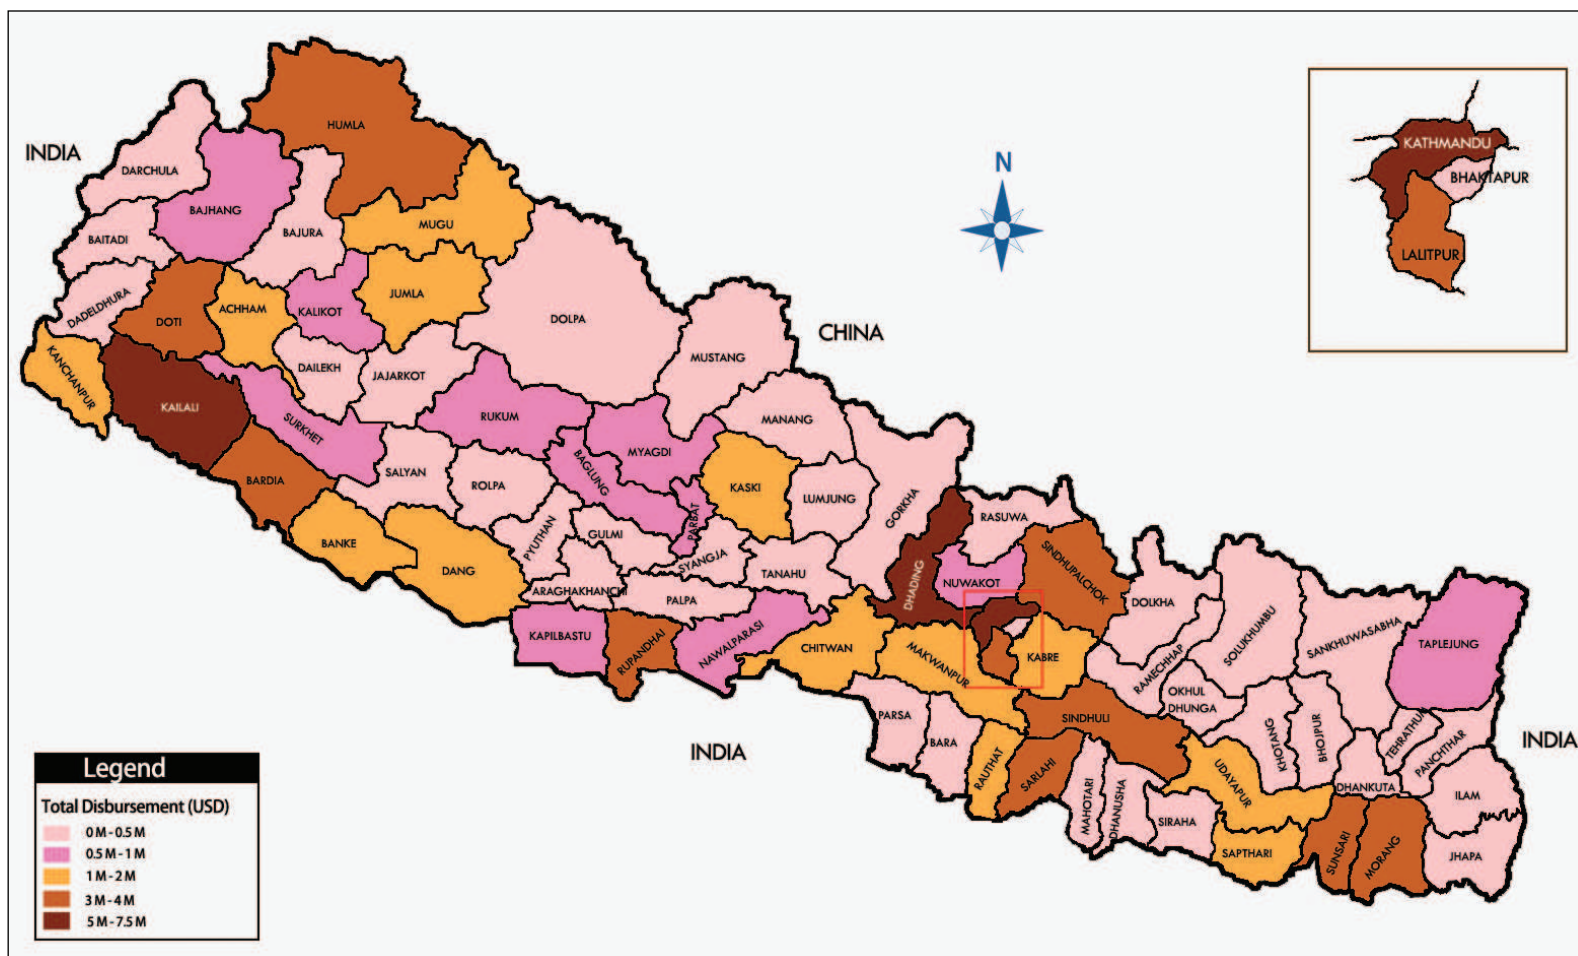 HUMLA
INDIA
DARCHULA
BAJHANG
BAITADI
BAJURA
MUGU
DADELDHURA
DOTI
ACHHAM
KALIKOT
JUMLA
DOLPA
CHINA
N
KATHMANDU
BHAKTAPUR
LALITPUR
KANCHANPUR
KAILALI
DAILEKH
JAJARKOT
MUSTANG
SURKHET
RUKUM
MANANG
MYAGDI
BAGLUNG
BARDIA
SALYAN
ROLPA
KASKI
LUMJUNG
GORKHA
PARBAT
RASUWA
BANKE
PYUTHAN
GULMI
SYANGJA
SINDHUPALCHOK
DANG
TANAHU
DHADING
NUWAKOT
ARAGHAKHANCHI
PALPA
DOLKHA
SOLUKHUMBU
SANKHUWASABHA
TAPLEJUNG
KAPILBASTU
RUPANDHAI
NAWALPARASI
CHITWAN
MAKWANPUR
KABRE
RAMECHHAP
OKHUL
DHUNGA
PARSA
BARA
SINDHULI
KHOTANG
BHOJPUR
TEHRATHUM
PANCHTHAR
INDIA
INDIA
RAUTHAT
SARLAHI
MAHOTARI
DHANUSHA
SIRAHA
UDAYAPUR
DHANKUTA
ILAM
SAPTHARI
SUNSARI
MORANG
JHAPA
Legend
Total Disbursement (USD)
0 M - 0.5 M
0.5 M - 1 M
1 M - 2 M
3 M - 4 M
5 M - 7.5 M